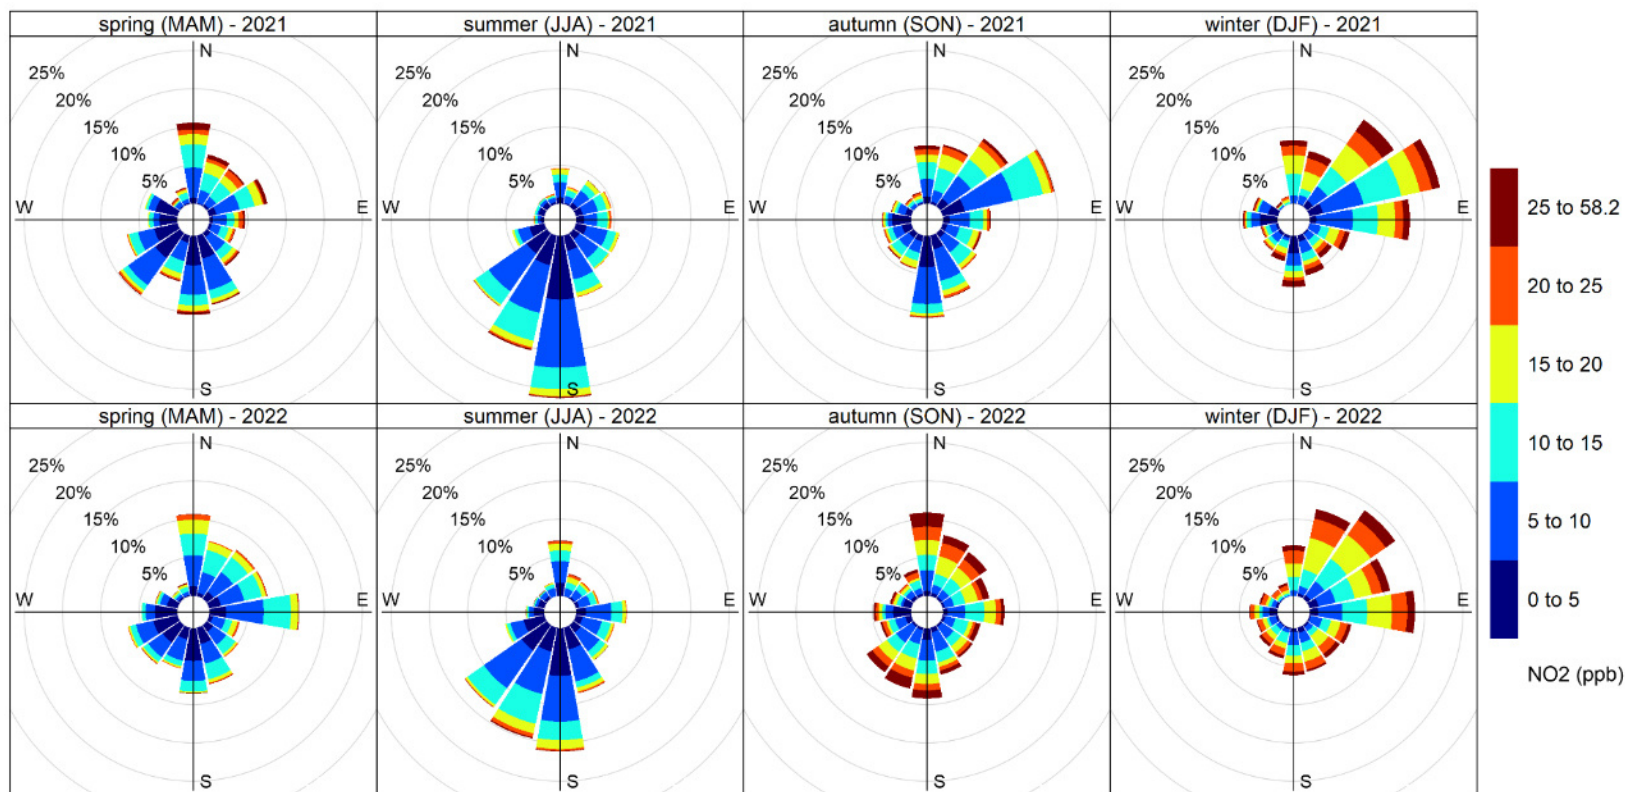 spring (MAM) - 2021
summer (JJA) - 2021
autumn (SON) - 2021
winter (DJF) - 2021
N
25%
20%
15%
10%
5%
W
E
S
N
25%
20%
15%
10%
5%
W
E
S
N
25%
20%
15%
10%
5%
W
E
S
N
25%
20%
15%
10%
5%
W
E
S
spring (MAM) - 2022
summer (JJA) - 2022
autumn (SON) - 2022
winter (DJF) - 2022
N
25%
20%
15%
10%
5%
W
E
S
N
25%
20%
15%
10%
5%
W
E
S
N
25%
20%
15%
10%
5%
W
E
S
N
25%
20%
15%
10%
5%
W
E
S
25 to 58.2
20 to 25
15 to 20
10 to 15
5 to 10
0 to 5
NO2 (ppb)